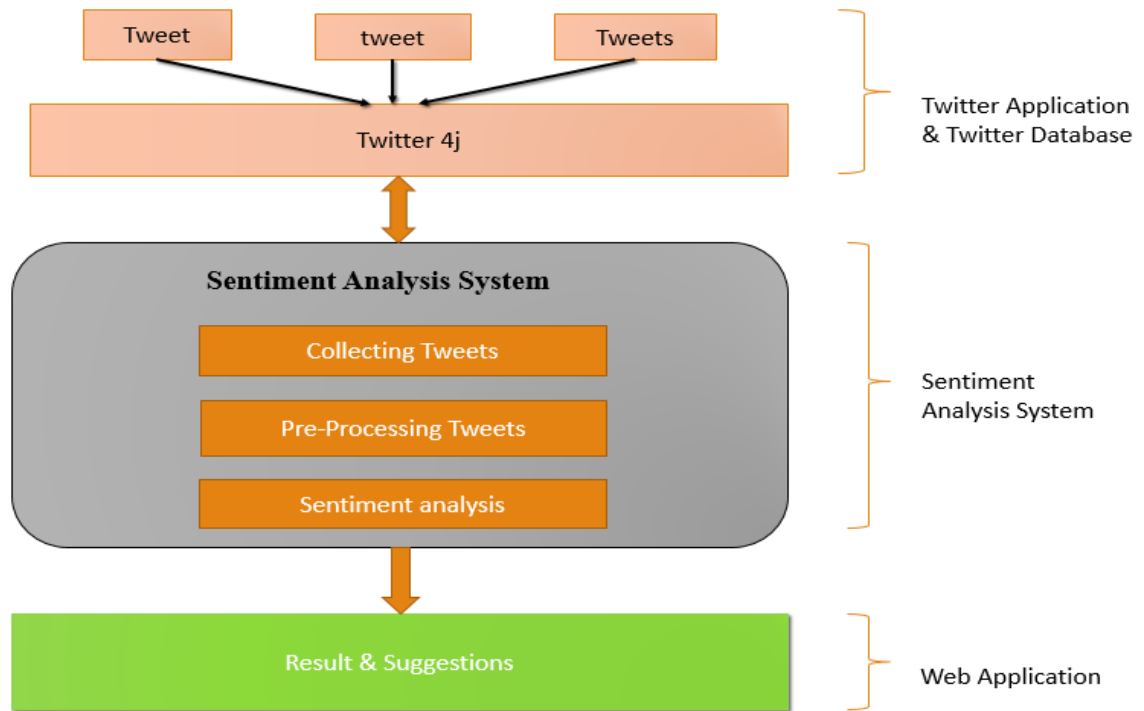 Tweet
tweet
Tweets
Twitter 4j
Twitter Application
& Twitter Database
Sentiment Analysis System
Collecting Tweets
Pre-Processing Tweets
Sentiment analysis
Sentiment
Analysis System
Result & Suggestions
Web Application